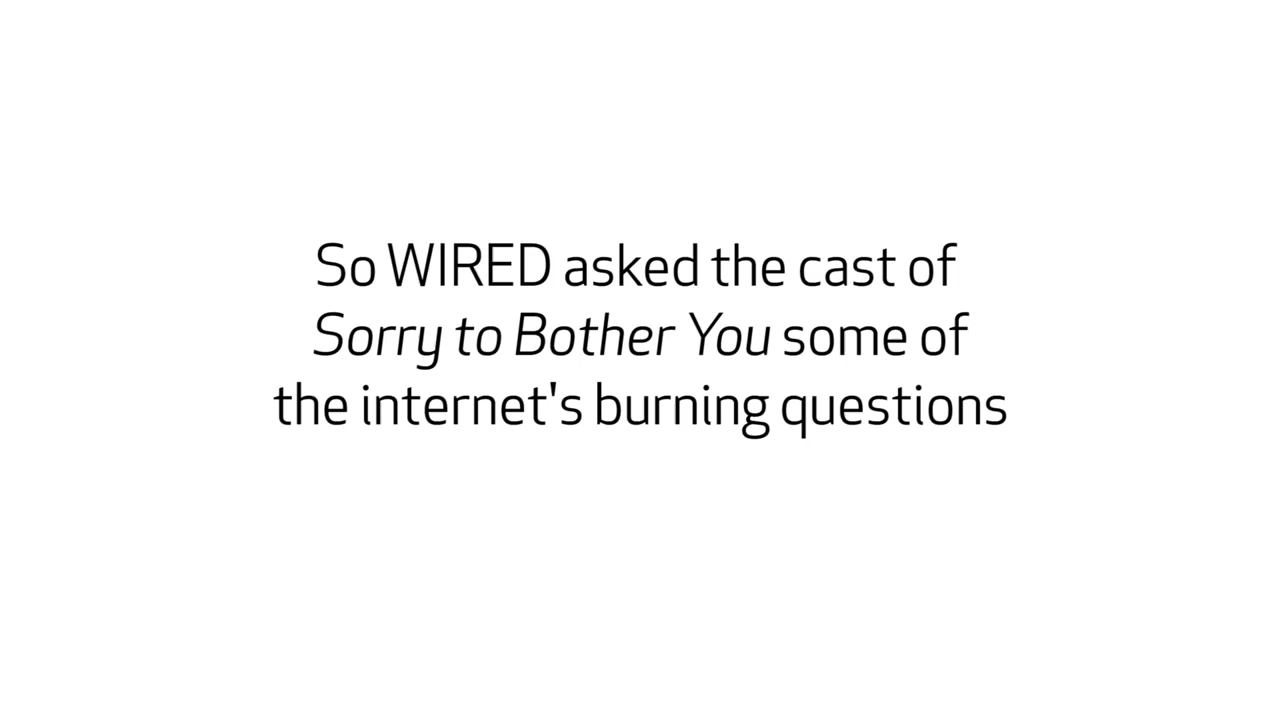 So WIRED asked the cast of
Sorry to Bother You some of
the internet's burning questions